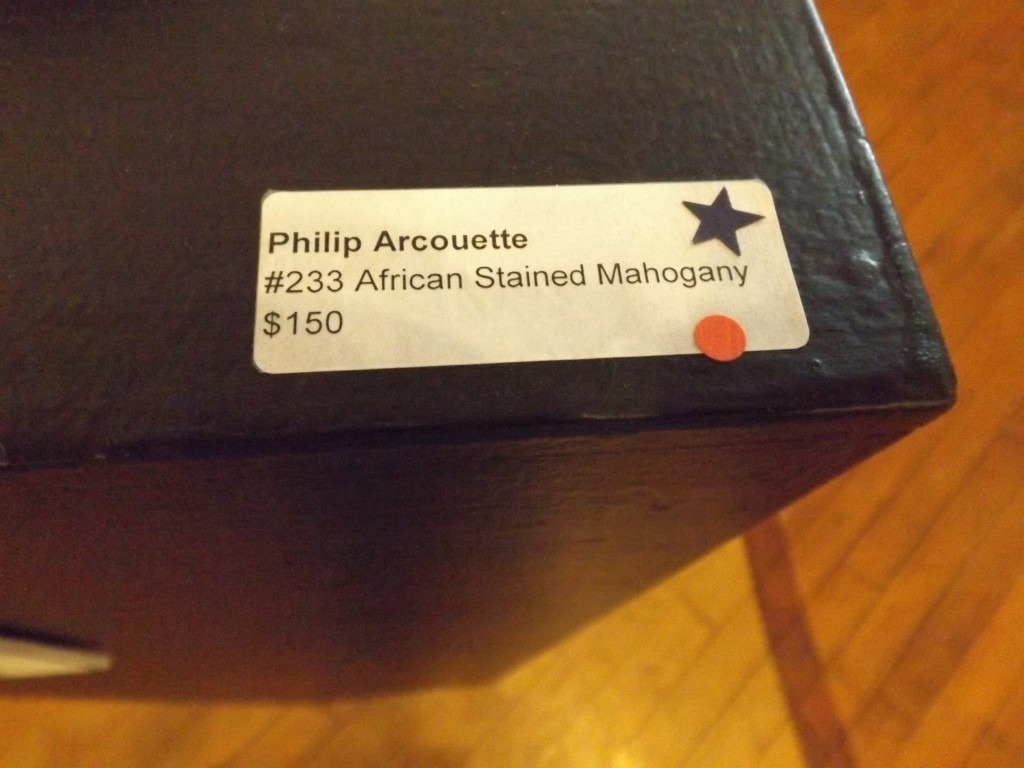 Philip Arcouette
#233 African Stained Mahogany
$150